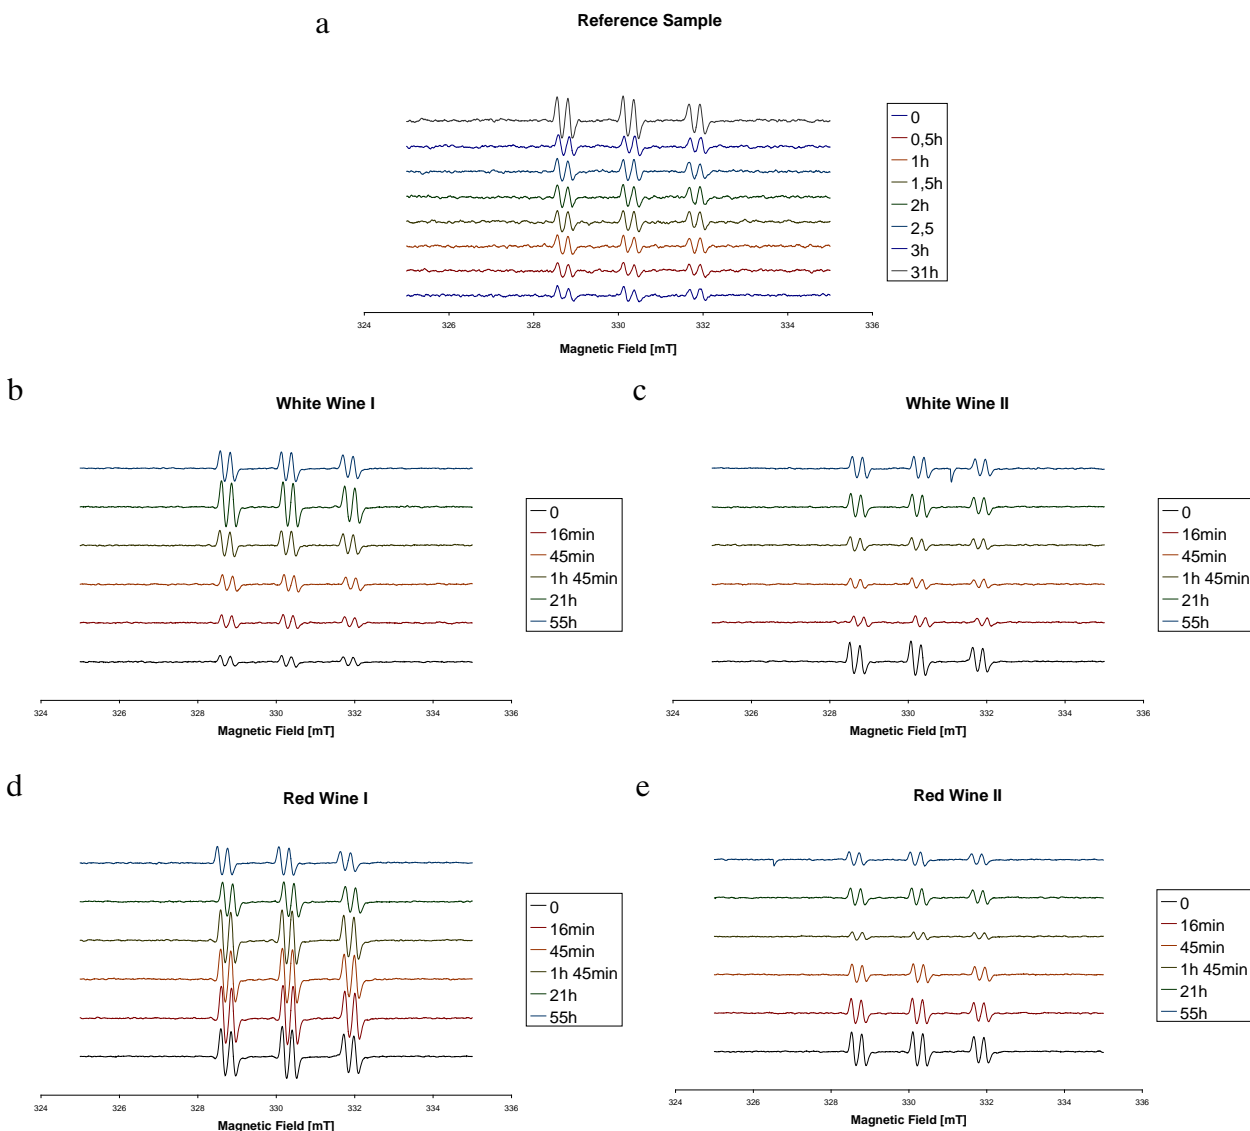 a
Reference Sample
0
0,5h
1h
1,5h
2h
2,5
3h
31h
324 326 328 330 332 334 336
Magnetic Field [mT]
b
White Wine I
0
16min
45min
1h 45min
21h
55h
324 326 328 330 332 334 336
Magnetic Field [mT]
c
White Wine II
0
16min
45min
1h 45min
21h
55h
324 326 328 330 332 334 336
Magnetic Field [mT]
d
Red Wine I
0
16min
45min
1h 45min
21h
55h
324 326 328 330 332 334 336
Magnetic Field [mT]
e
Red Wine II
0
16min
45min
1h 45min
21h
55h
324 326 328 330 332 334 336
Magnetic Field [mT]